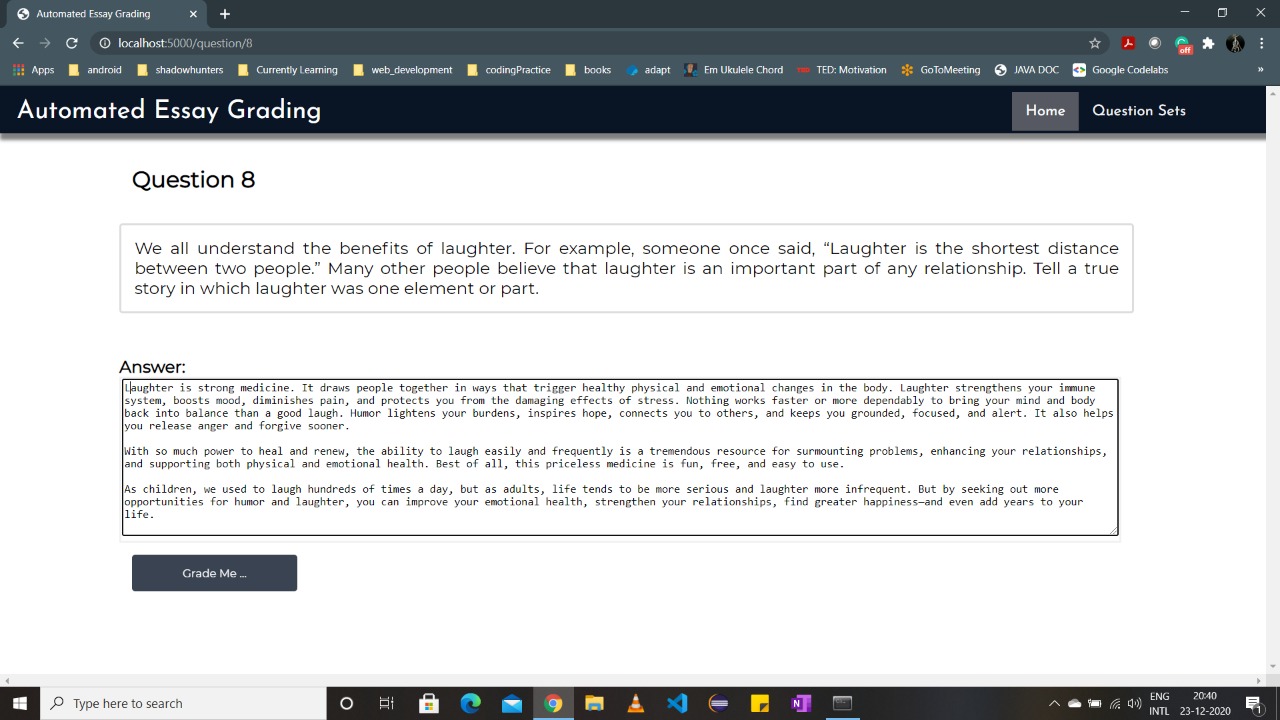 Automated Essay Grading
localhost:5000/question/8
off
Apps android shadowhunters Currently Learning web_development codingPractice books adapt Em Ukulele Chord TED: Motivation GoToMeeting JAVA DOC Google Codelabs »
Automated Essay Grading Home Question Sets
Question 8
We all understand the benefits of laughter. For example, someone once said, “Laughter is the shortest distance
between two people.” Many other people believe that laughter is an important part of any relationship. Tell a true
story in which laughter was one element or part.
Answer:
Laughter is strong medicine. It draws people together in ways that trigger healthy physical and emotional changes in the body. Laughter strengthens your immune
system, boosts mood, diminishes pain, and protects you from the damaging effects of stress. Nothing works faster or more dependably to bring your mind and body
back into balance than a good laugh. Humor lightens your burdens, inspires hope, connects you to others, and keeps you grounded, focused, and alert. It also helps
you release anger and forgive sooner.
With so much power to heal and renew, the ability to laugh easily and frequently is a tremendous resource for surmounting problems, enhancing your relationships,
and supporting both physical and emotional health. Best of all, this priceless medicine is fun, free, and easy to use.
As children, we used to laugh hundreds of times a day, but as adults, life tends to be more serious and laughter more infrequent. But by seeking out more
opportunities for humor and laughter, you can improve your emotional health, strengthen your relationships, find greater happiness—and even add years to your
life.
Grade Me ...
Type here to search
ENG 20:40
INTL 23-12-2020 1